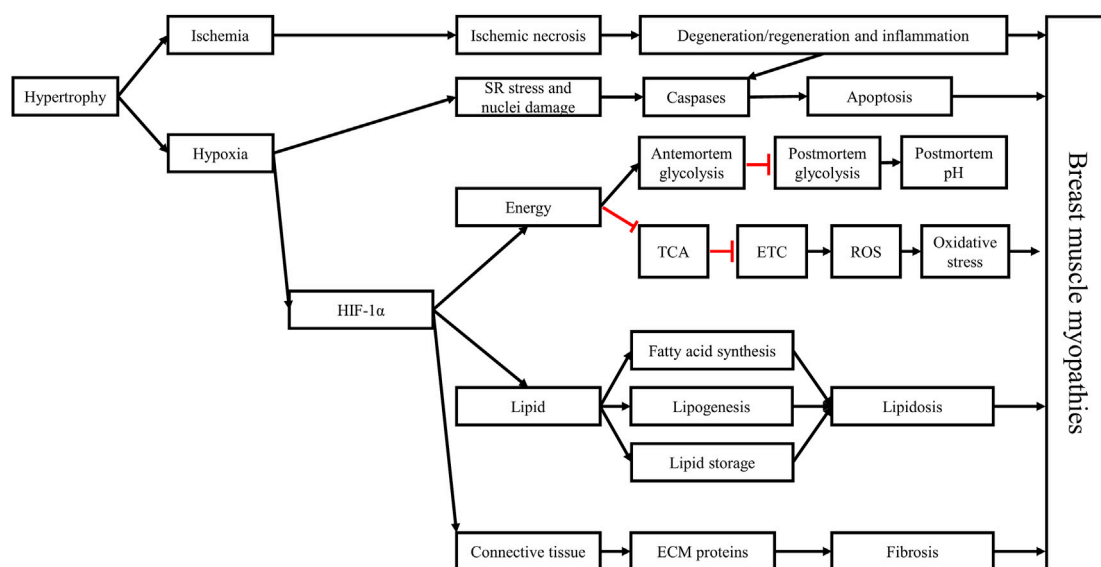 Ischemia
Ischemic necrosis
Degeneration/regeneration and inflammation
Hypertrophy
SR stress and
nuclei damage
Caspases
Apoptosis
Hypoxia
Antemortem
glycolysis
Postmortem
glycolysis
Postmortem
pH
Energy
TCA
ETC
ROS
Oxidative
stress
HIF-1α
Fatty acid synthesis
Lipid
Lipogenesis
Lipidosis
Lipid storage
Connective tissue
ECM proteins
Fibrosis
Breast muscle myopathies